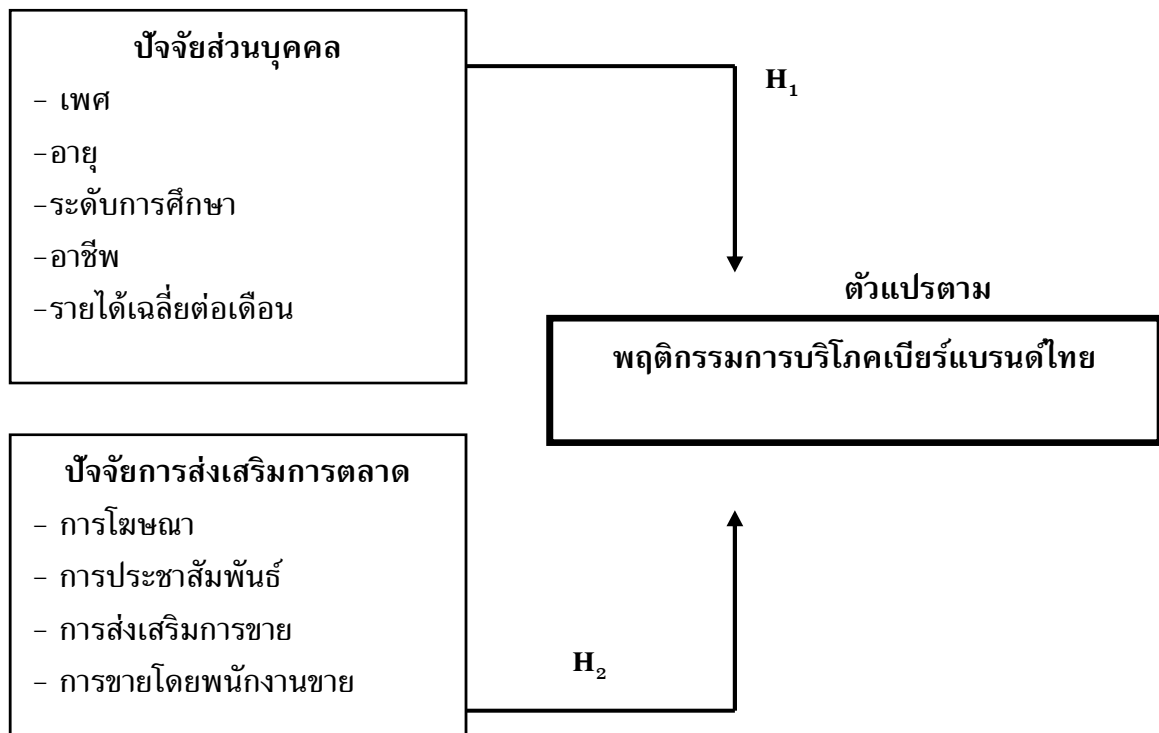 ปัจจัยส่วนบุคคล
- เพศ
-อายุ
-ระดับการศึกษา
-อาชีพ
-รายได้เฉลี่ยต่อเดือน
H₁
ตัวแปรตาม
พฤติกรรมการบริโภคเบียร์แบรนด์ไทย
ปัจจัยการส่งเสริมการตลาด
- การโฆษณา
- การประชาสัมพันธ์
- การส่งเสริมการขาย
- การขายโดยพนักงานขาย
H₂